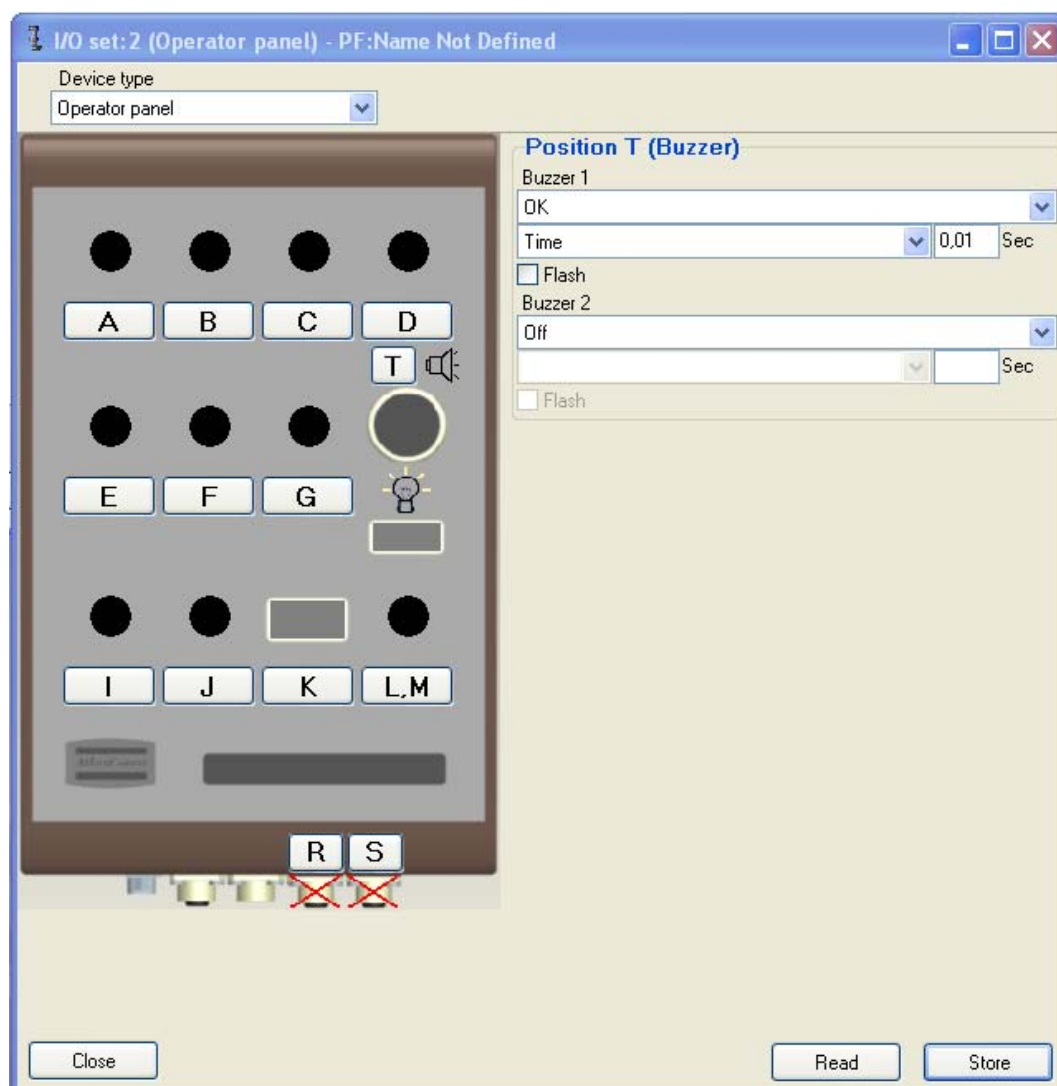 I/O set:2 (Operator panel) - PF:Name Not Defined
Device type
Operator panel
Position T (Buzzer)
Buzzer 1
OK
Time 0,01 Sec
Flash
Buzzer 2
Off
Sec
Flash
A B C D
T
E F G
I J K L,M
R S
Close Read Store